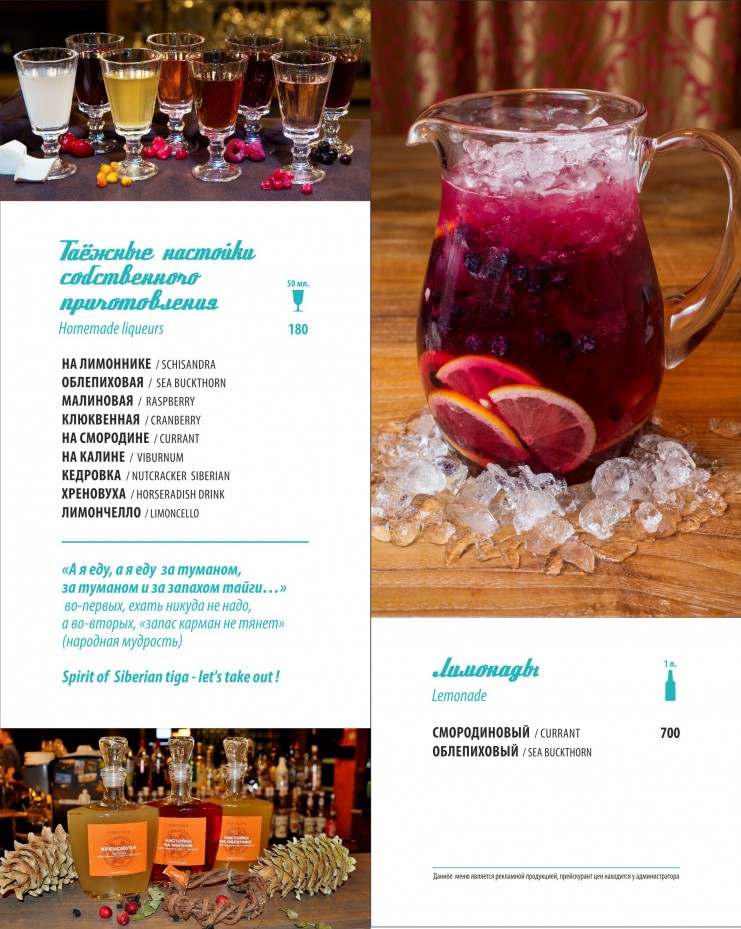 Таёжные настойки
собственного
приготовления
Homemade liqueurs
50 мл.
180
НА ЛИМОННИКЕ / SCHISANDRA
ОБЛЕПИХОВАЯ / SEA BUCKTHORN
МАЛИНОВАЯ / RASPBERRY
КЛЮКВЕННАЯ / CRANBERRY
НА СМОРОДИНЕ / CURRANT
НА КАЛИНЕ / VIBURNUM
КЕДРОВКА / NUTCRACKER SIBERIAN
ХРЕНОВУХА / HORSERADISH DRINK
ЛИМОНЧЕЛЛО / LIMONCELLO
«А я еду, а я еду за туманом,
за туманом и за запахом тайги…»
во-первых, ехать никуда не надо,
а во-вторых, «запас карман не тянет»
(народная мудрость)
Spirit of Siberian tiga - let's take out !
ХРЕНОВУХА
НАСТОЙКА
НА МАЛИНЕ
НАСТОЙКА
НА ОБЛЕПИХЕ
Лимонады
Lemonade
1 л.
СМОРОДИНОВЫЙ / CURRANT 700
ОБЛЕПИХОВЫЙ / SEA BUCKTHORN
Данное меню является рекламной продукцией, прейскурант цен находится у администратора